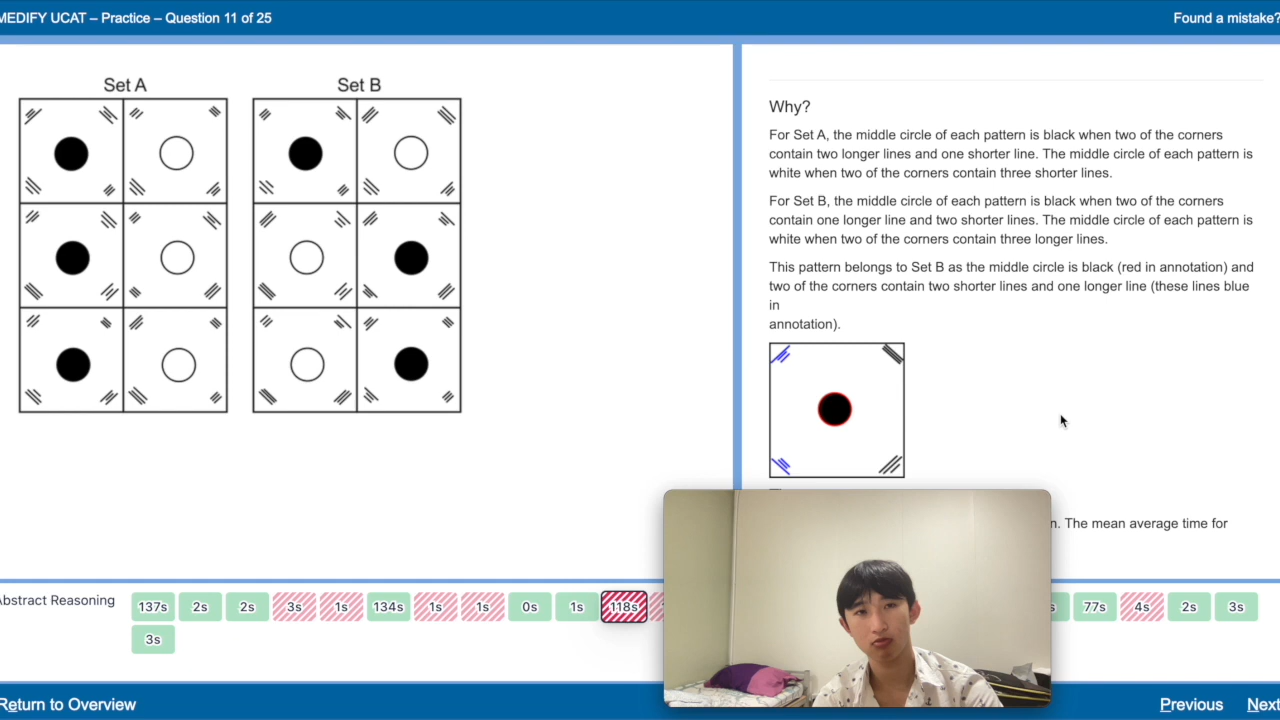 MEDIFY UCAT – Practice – Question 11 of 25
Found a mistake?
Set A
Set B
Why?
For Set A, the middle circle of each pattern is black when two of the corners
contain two longer lines and one shorter line. The middle circle of each pattern is
white when two of the corners contain three shorter lines.
For Set B, the middle circle of each pattern is black when two of the corners
contain one longer line and two shorter lines. The middle circle of each pattern is
white when two of the corners contain three longer lines.
This pattern belongs to Set B as the middle circle is black (red in annotation) and
two of the corners contain two shorter lines and one longer line (these lines blue
in
annotation).
n. The mean average time for
Abstract Reasoning
137s 2s 2s 3s 1s 134s 1s 1s 0s 1s 118s s 77s 4s 2s 3s
3s
Return to Overview
Previous
Next